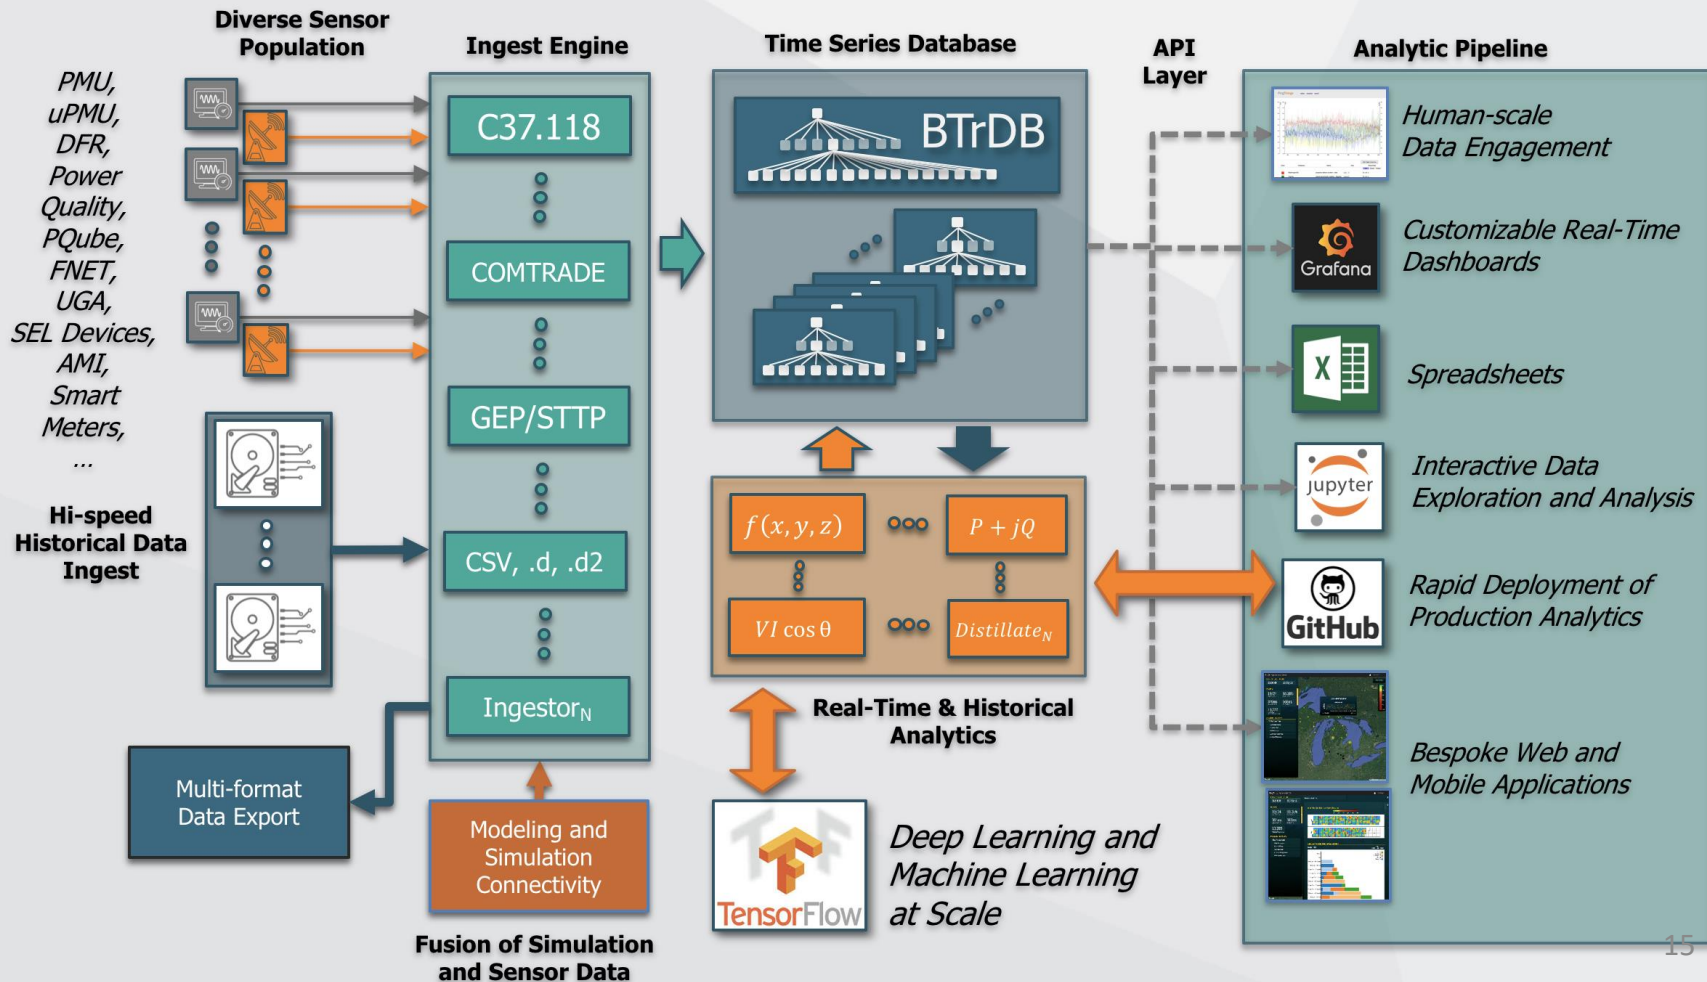 Diverse Sensor
Population
PMU,
uPMU,
DFR,
Power
Quality,
PQube,
FNET,
UGA,
SEL Devices,
AMI,
Smart
Meters,
...
Hi-speed
Historical Data
Ingest
Multi-format
Data Export
Ingest Engine
C37.118
COMTRADE
GEP/STTP
CSV, .d, .d2
Ingestor_N
Modeling and
Simulation
Connectivity
Fusion of Simulation
and Sensor Data
Time Series Database
BTrDB
f(x, y, z)
P + jQ
VI cos θ
Distillate_N
Real-Time & Historical
Analytics
TensorFlow
Deep Learning and
Machine Learning
at Scale
API
Layer
Analytic Pipeline
Human-scale
Data Engagement
Grafana
Customizable Real-Time
Dashboards
X
Spreadsheets
jupyter
Interactive Data
Exploration and Analysis
GitHub
Rapid Deployment of
Production Analytics
Bespoke Web and
Mobile Applications
15